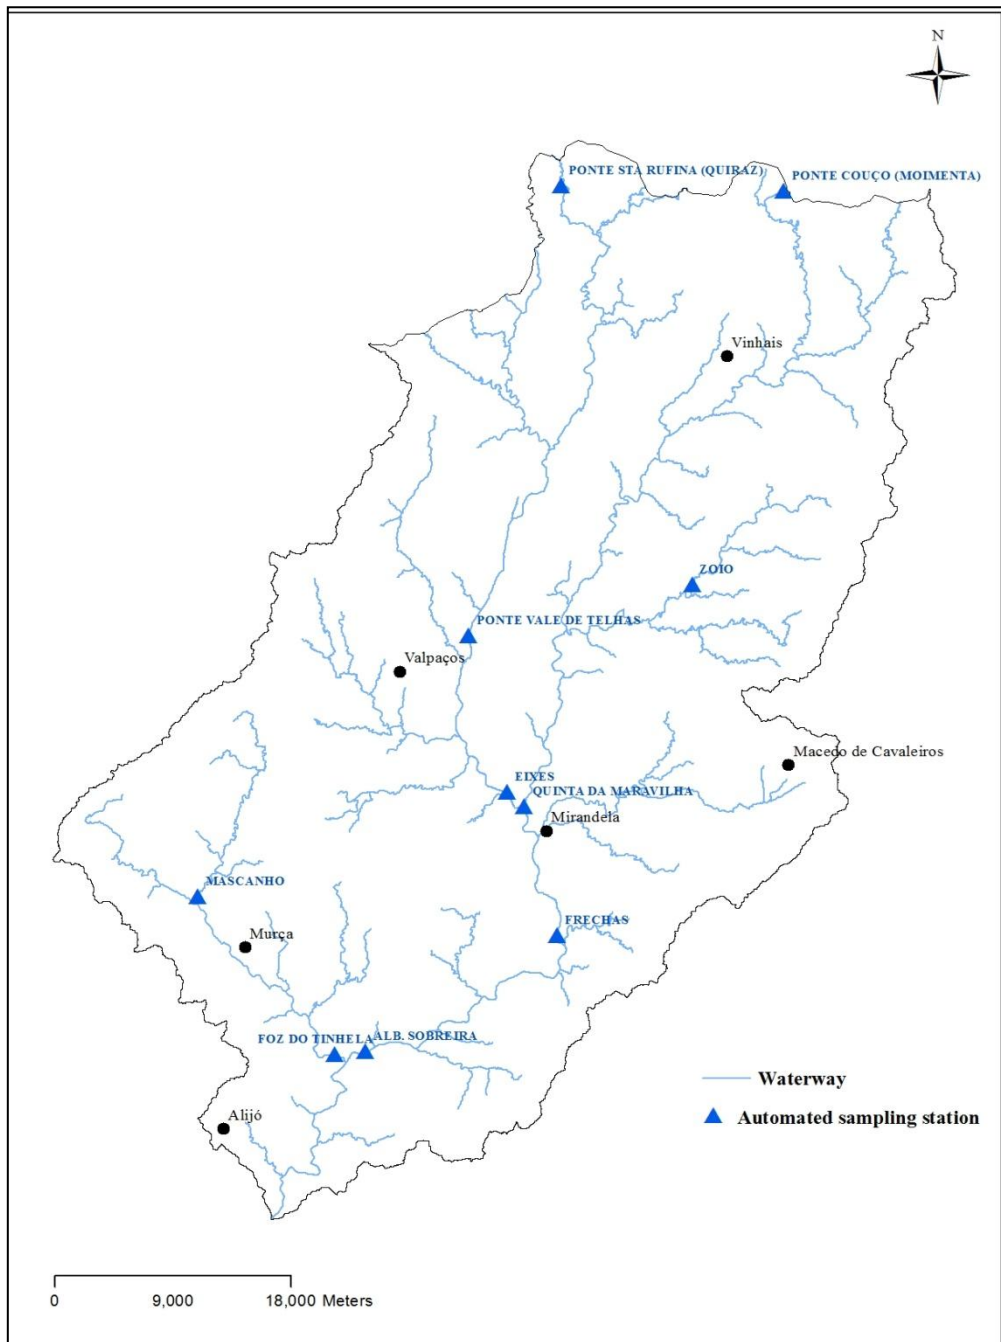 N
PONTE STA RUFINA (QUIRAZ)
PONTE COUÇO (MOIMENTA)
Vinhais
ZOIO
PONTE VALE DE TELHAS
Valpaços
Macedo de Cavaleiros
EIXES
QUINTA DA MARAVILHA
Mirandela
MASCANHO
FRECHAS
Murça
FOZ DO TINHELA
ALB. SOBREIRA
Waterway
Automated sampling station
Alijó
0 9,000 18,000 Meters